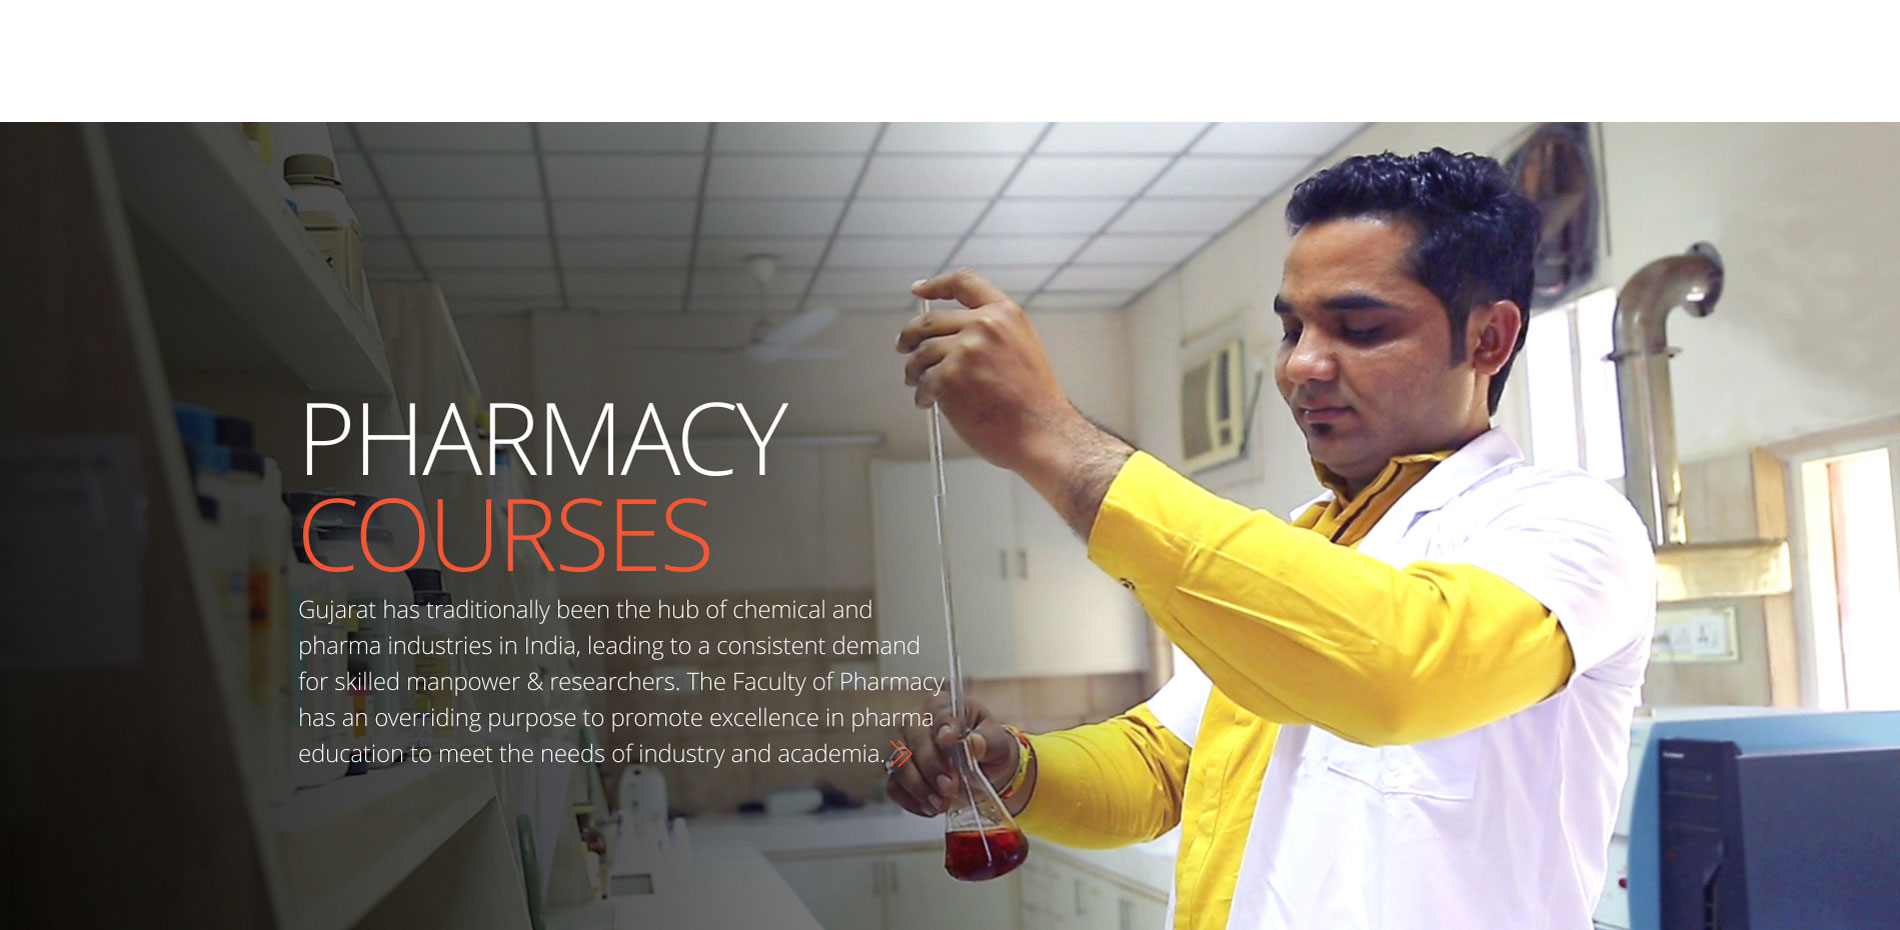 PHARMACY
COURSES
Gujarat has traditionally been the hub of chemical and
pharma industries in India, leading to a consistent demand
for skilled manpower & researchers. The Faculty of Pharmacy
has an overriding purpose to promote excellence in pharma
education to meet the needs of industry and academia.